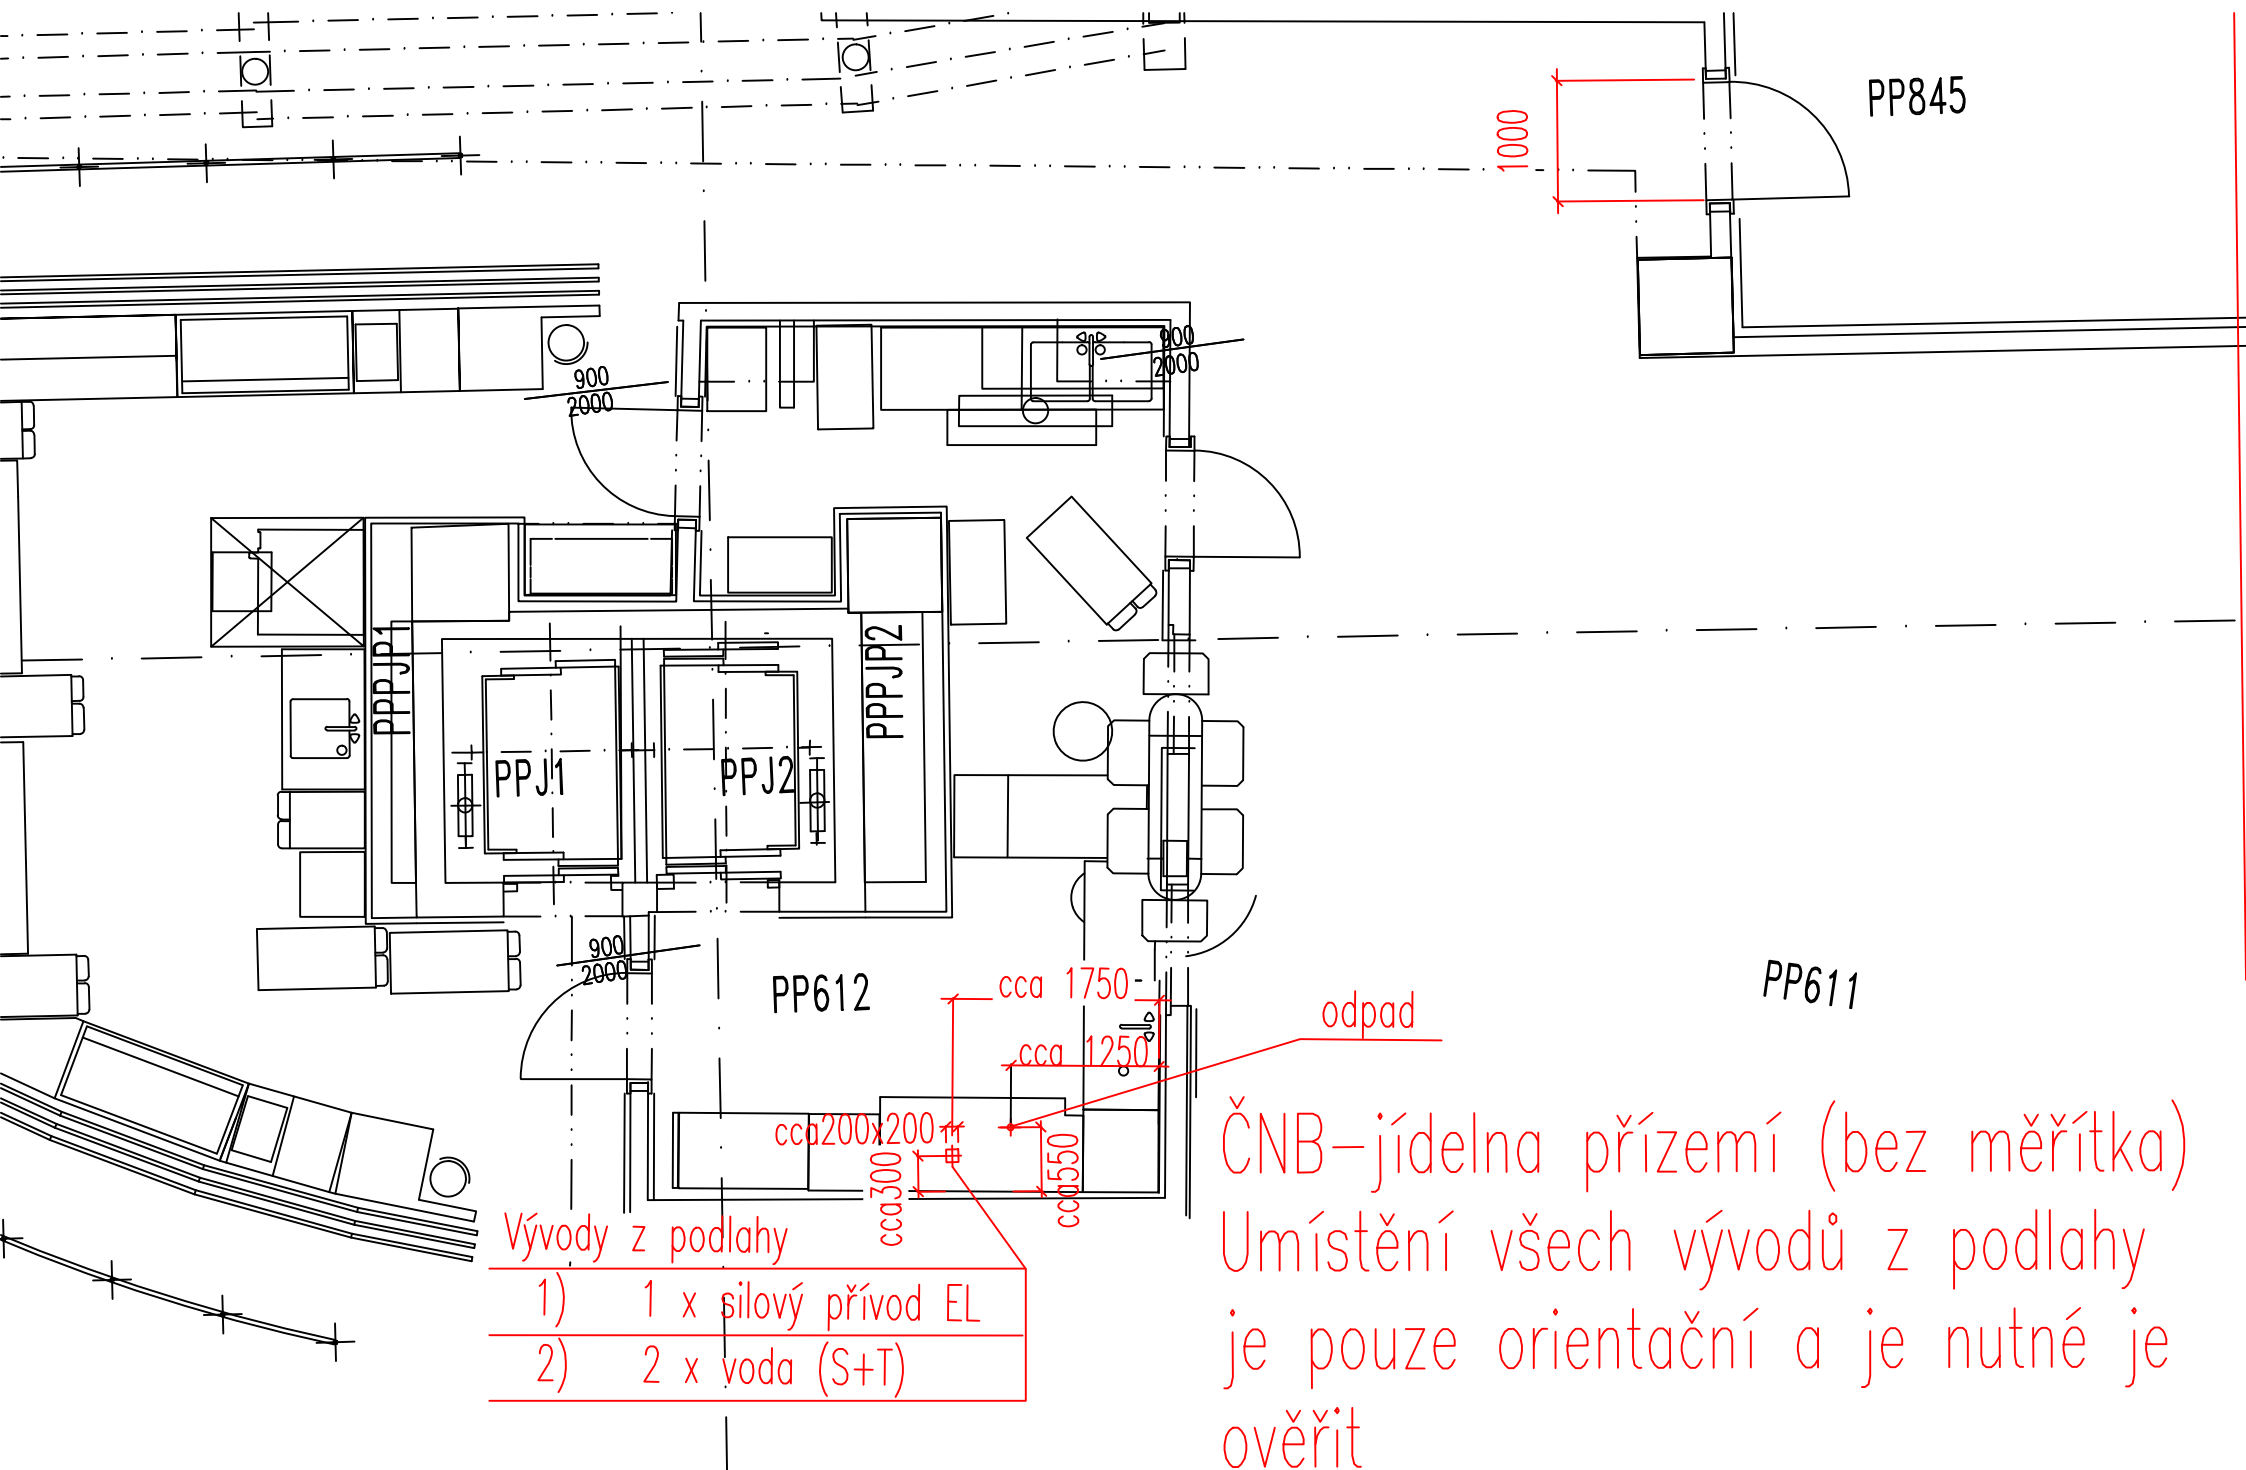 PP845
1000
900
2000
900
2000
PPPJP1
PPPJP2
PPJ1
PPJ2
900
2000
PP612
PP611
cca 1750
odpad
cca 1250
cca200x200
cca300
cca550
ČNB-jídelna přízemí (bez měřítka)
Umístění všech vývodů z podlahy
je pouze orientační a je nutné je
ověřit
Vývody z podlahy
1) 1 x silový přívod EL
2) 2 x voda (S+T)